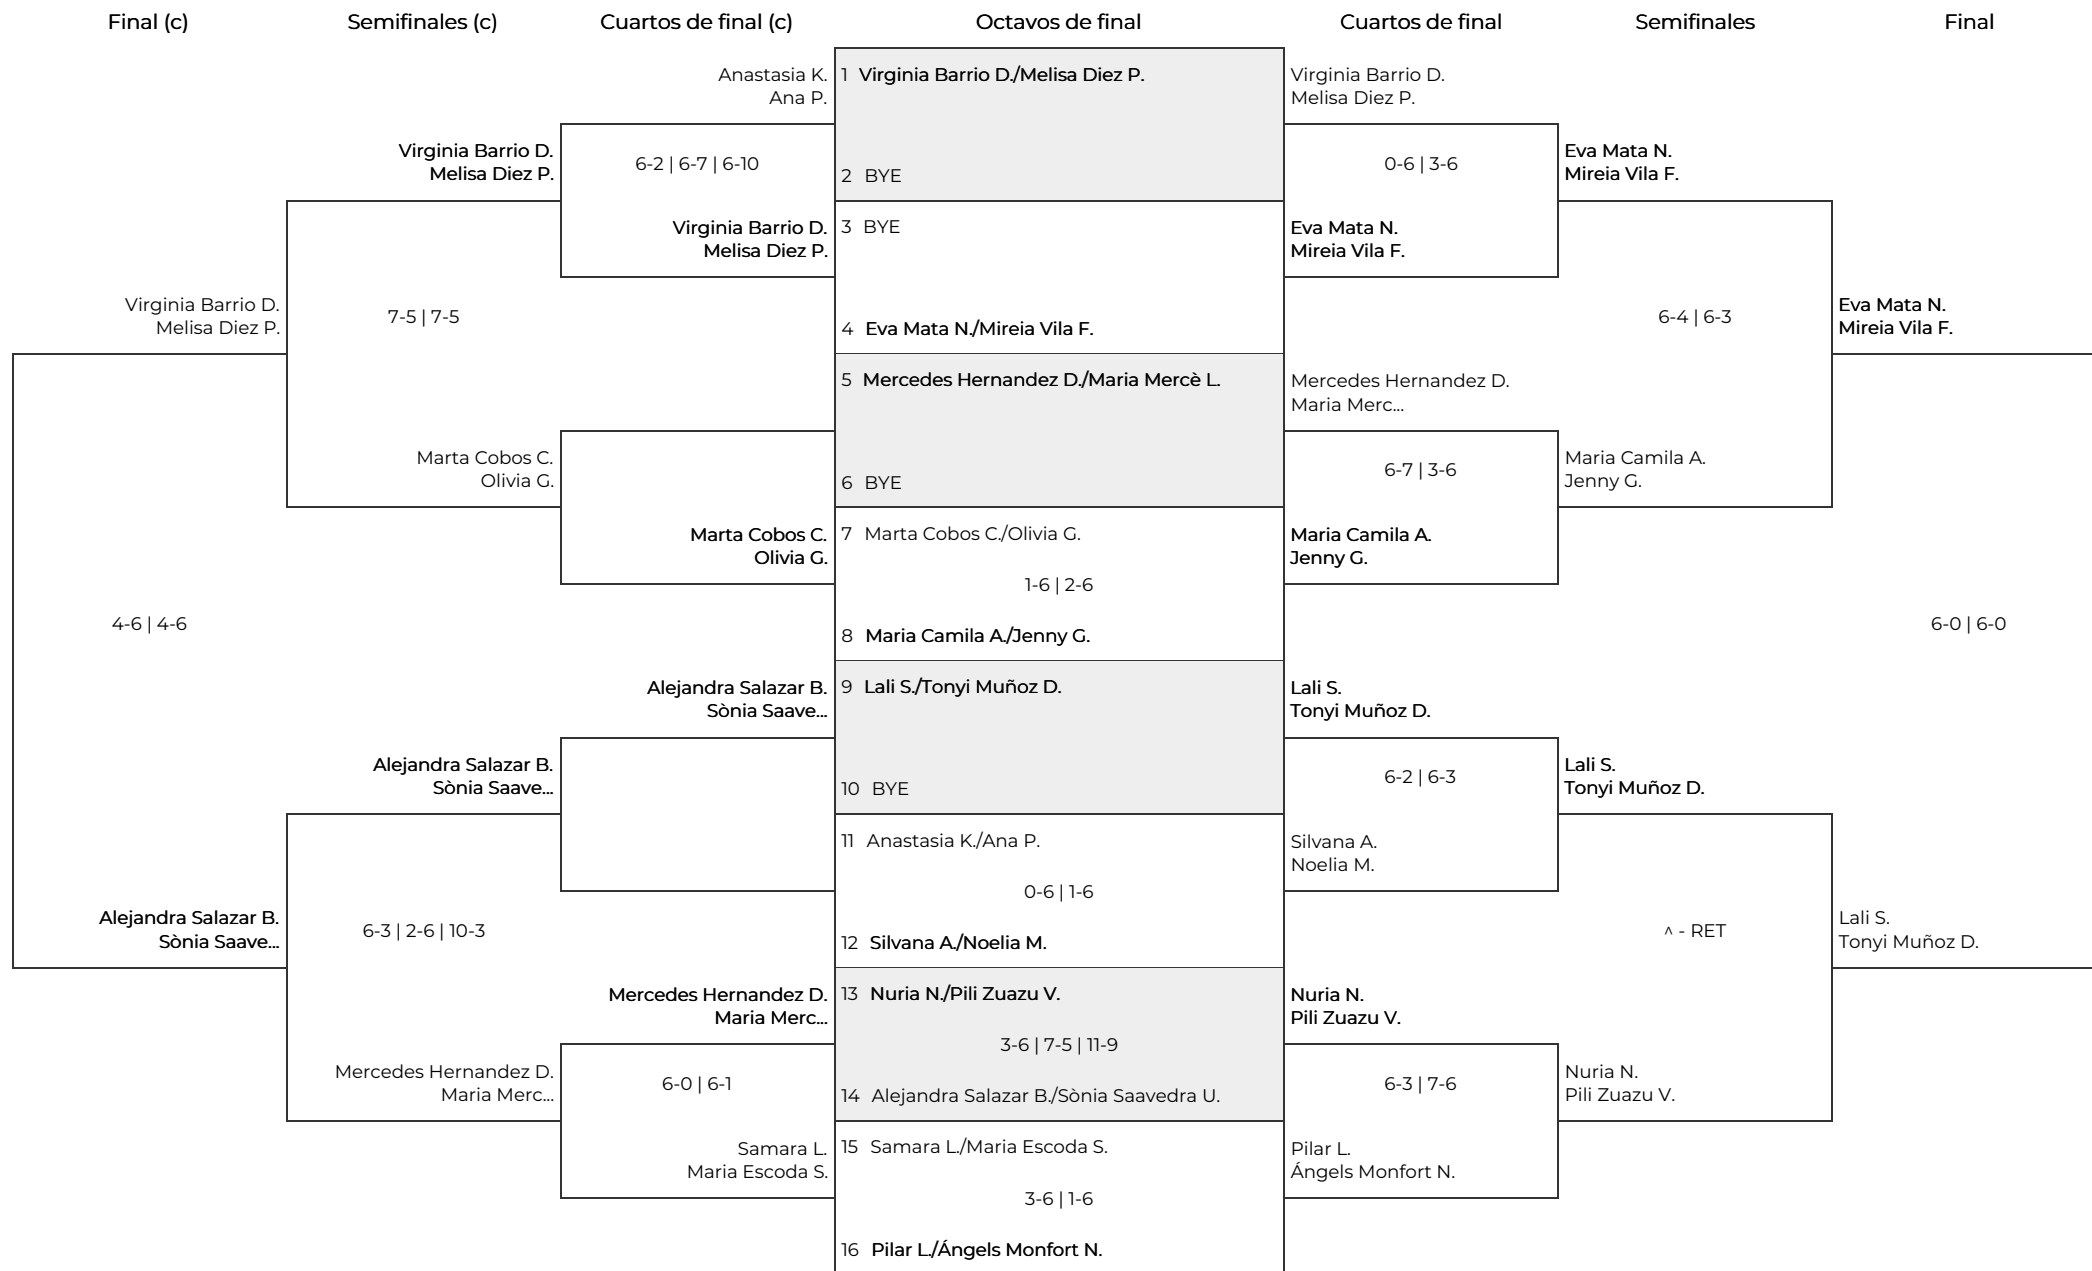 Final (c)
Semifinales (c)
Cuartos de final (c)
Octavos de final
Cuartos de final
Semifinales
Final
Virginia Barrio D.
Melisa Diez P.
4-6 | 4-6
Alejandra Salazar B.
Sònia Saave...
Virginia Barrio D.
Melisa Diez P.
7-5 | 7-5
Marta Cobos C.
Olivia G.
Alejandra Salazar B.
Sònia Saave...
6-3 | 2-6 | 10-3
Mercedes Hernandez D.
Maria Merc...
Anastasia K.
Ana P.
6-2 | 6-7 | 6-10
Virginia Barrio D.
Melisa Diez P.
Marta Cobos C.
Olivia G.
Alejandra Salazar B.
Sònia Saave...
Mercedes Hernandez D.
Maria Merc...
6-0 | 6-1
Samara L.
Maria Escoda S.
1 Virginia Barrio D./Melisa Diez P.
2 BYE
3 BYE
4 Eva Mata N./Mireia Vila F.
5 Mercedes Hernandez D./Maria Mercè L.
6 BYE
7 Marta Cobos C./Olivia G.
1-6 | 2-6
8 Maria Camila A./Jenny G.
9 Lali S./Tonyi Muñoz D.
10 BYE
11 Anastasia K./Ana P.
0-6 | 1-6
12 Silvana A./Noelia M.
13 Nuria N./Pili Zuazu V.
3-6 | 7-5 | 11-9
14 Alejandra Salazar B./Sònia Saavedra U.
15 Samara L./Maria Escoda S.
3-6 | 1-6
16 Pilar L./Ángels Monfort N.
Virginia Barrio D.
Melisa Diez P.
0-6 | 3-6
Eva Mata N.
Mireia Vila F.
Mercedes Hernandez D.
Maria Merc...
6-7 | 3-6
Maria Camila A.
Jenny G.
Lali S.
Tonyi Muñoz D.
6-2 | 6-3
Silvana A.
Noelia M.
Nuria N.
Pili Zuazu V.
6-3 | 7-6
Pilar L.
Ángels Monfort N.
Eva Mata N.
Mireia Vila F.
6-4 | 6-3
Maria Camila A.
Jenny G.
Lali S.
Tonyi Muñoz D.
^ - RET
Nuria N.
Pili Zuazu V.
Eva Mata N.
Mireia Vila F.
6-0 | 6-0
Lali S.
Tonyi Muñoz D.